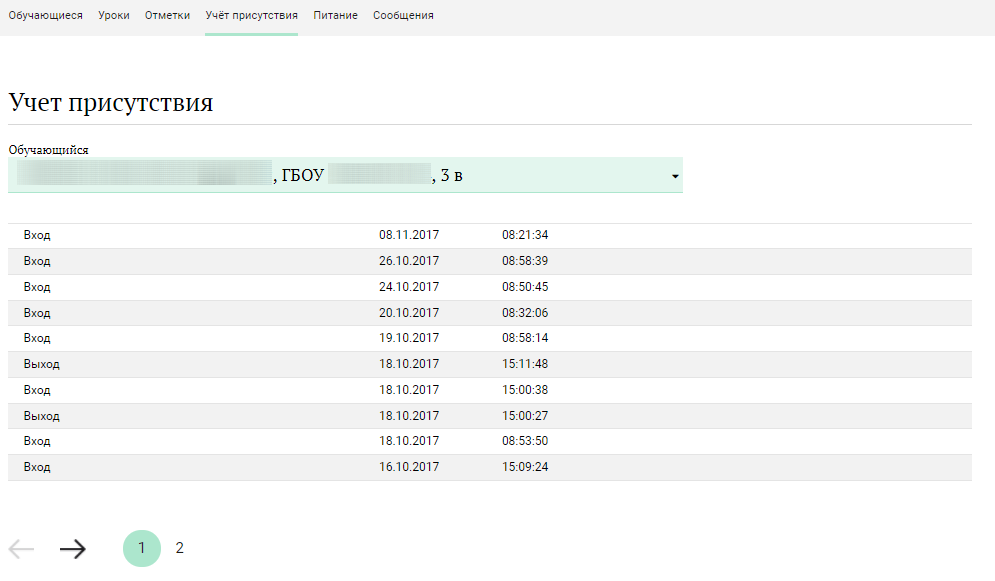 Обучающиеся Уроки Отметки Учёт присутствия Питание Сообщения
Учет присутствия
Обучающийся
, ГБОУ , 3 в
Вход 08.11.2017 08:21:34
Вход 26.10.2017 08:58:39
Вход 24.10.2017 08:50:45
Вход 20.10.2017 08:32:06
Вход 19.10.2017 08:58:14
Выход 18.10.2017 15:11:48
Вход 18.10.2017 15:00:38
Выход 18.10.2017 15:00:27
Вход 18.10.2017 08:53:50
Вход 16.10.2017 15:09:24
1 2